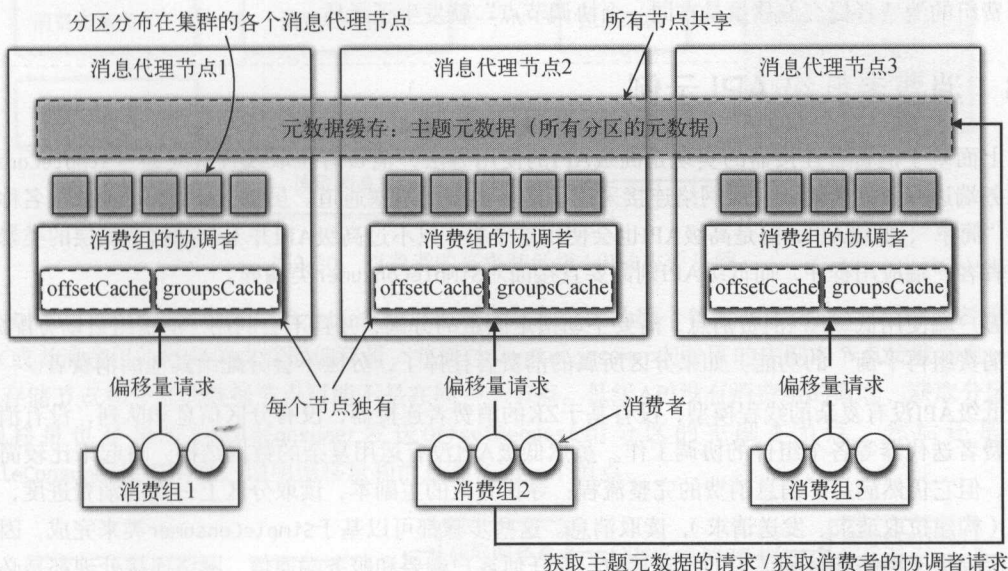 分区分布在集群的各个消息代理节点
所有节点共享
消息代理节点1
消息代理节点2
消息代理节点3
元数据缓存：主题元数据（所有分区的元数据）
消费组的协调者
消费组的协调者
消费组的协调者
offsetCache
groupsCache
offsetCache
groupsCache
offsetCache
groupsCache
偏移量请求
偏移量请求
偏移量请求
每个节点独有
消费者
消费组1
消费组2
消费组3
获取主题元数据的请求\获取消费者的协调者请求